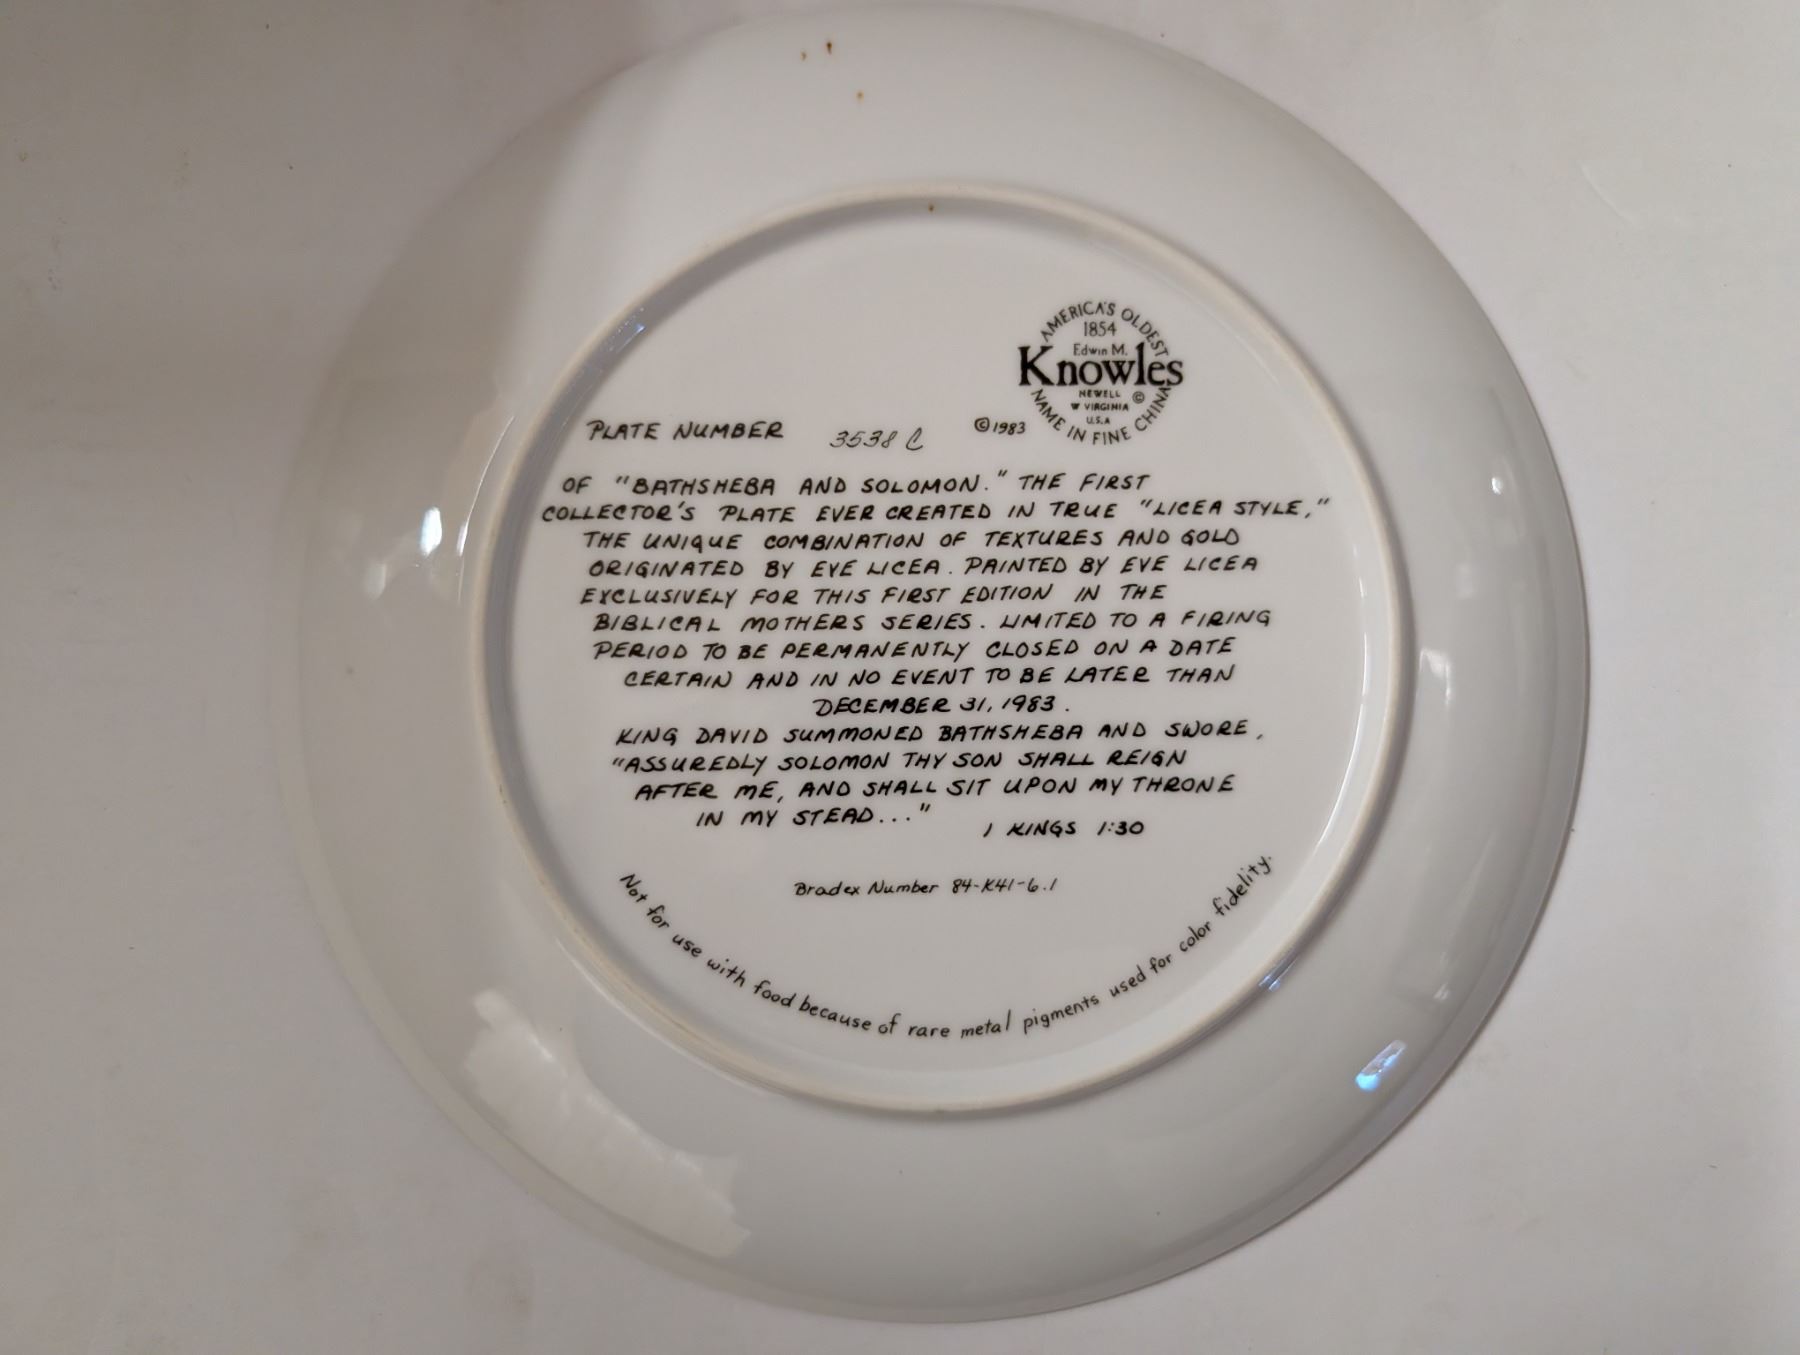 AMERICA'S OLDEST
1854
Edwin M.
Knowles
NEWELL ©
W VIRGINIA
U.S.A
NAME IN FINE CHINA
PLATE NUMBER 3538 C ©1983
OF "BATHSHEBA AND SOLOMON." THE FIRST
COLLECTOR'S PLATE EVER CREATED IN TRUE "LICEA STYLE,"
THE UNIQUE COMBINATION OF TEXTURES AND GOLD
ORIGINATED BY EVE LICEA. PAINTED BY EVE LICEA
EXCLUSIVELY FOR THIS FIRST EDITION IN THE
BIBLICAL MOTHERS SERIES. LIMITED TO A FIRING
PERIOD TO BE PERMANENTLY CLOSED ON A DATE
CERTAIN AND IN NO EVENT TO BE LATER THAN
DECEMBER 31, 1983.
KING DAVID SUMMONED BATHSHEBA AND SWORE,
"ASSUREDLY SOLOMON THY SON SHALL REIGN
AFTER ME, AND SHALL SIT UPON MY THRONE
IN MY STEAD..."
1 KINGS 1:30
Bradex Number 84-K41-6.1
Not for use with food because of rare metal pigments used for color fidelity.